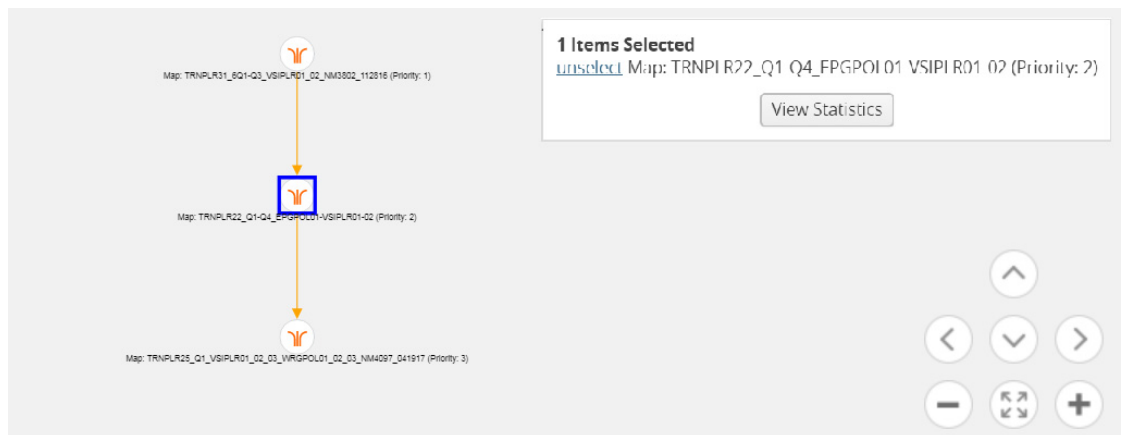 Map: TRNPLR31_6Q1-Q3_VSIPLR01_02_NM3802_112816 (Priority: 1)
1 Items Selected
unselect Map: TRNPLR22_Q1-Q4_EPGPOL01-VSIPLR01-02 (Priority: 2)
View Statistics
Map: TRNPLR22_Q1-Q4_EPGPOL01-VSIPLR01-02 (Priority: 2)
Map: TRNPLR25_Q1_VSIPLR01_02_03_WRGPOL01_02_03_NM4097_041917 (Priority: 3)